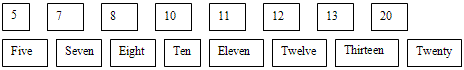 5 7 8 10 11 12 13 20
Five Seven Eight Ten Eleven Twelve Thirteen Twenty